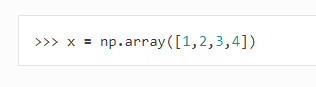 >>> x = np.array([1,2,3,4])